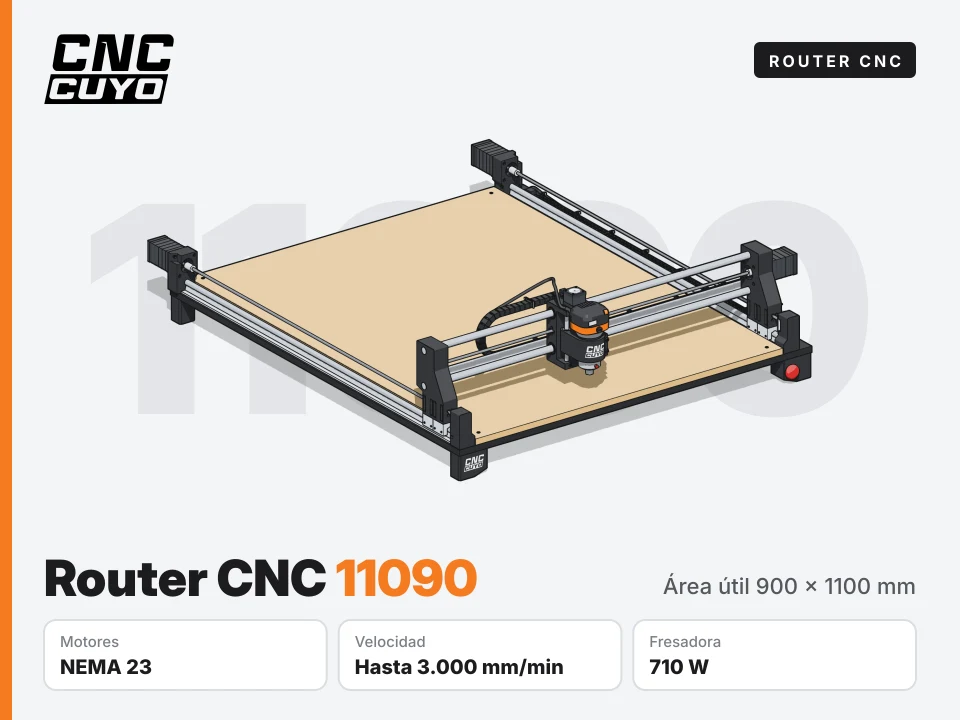 CNC
CUYO
ROUTER CNC
11090
CNC
CUYO
CNC
CUYO
Router CNC 11090
Área útil 900 × 1100 mm
Motores
NEMA 23
Velocidad
Hasta 3.000 mm/min
Fresadora
710 W